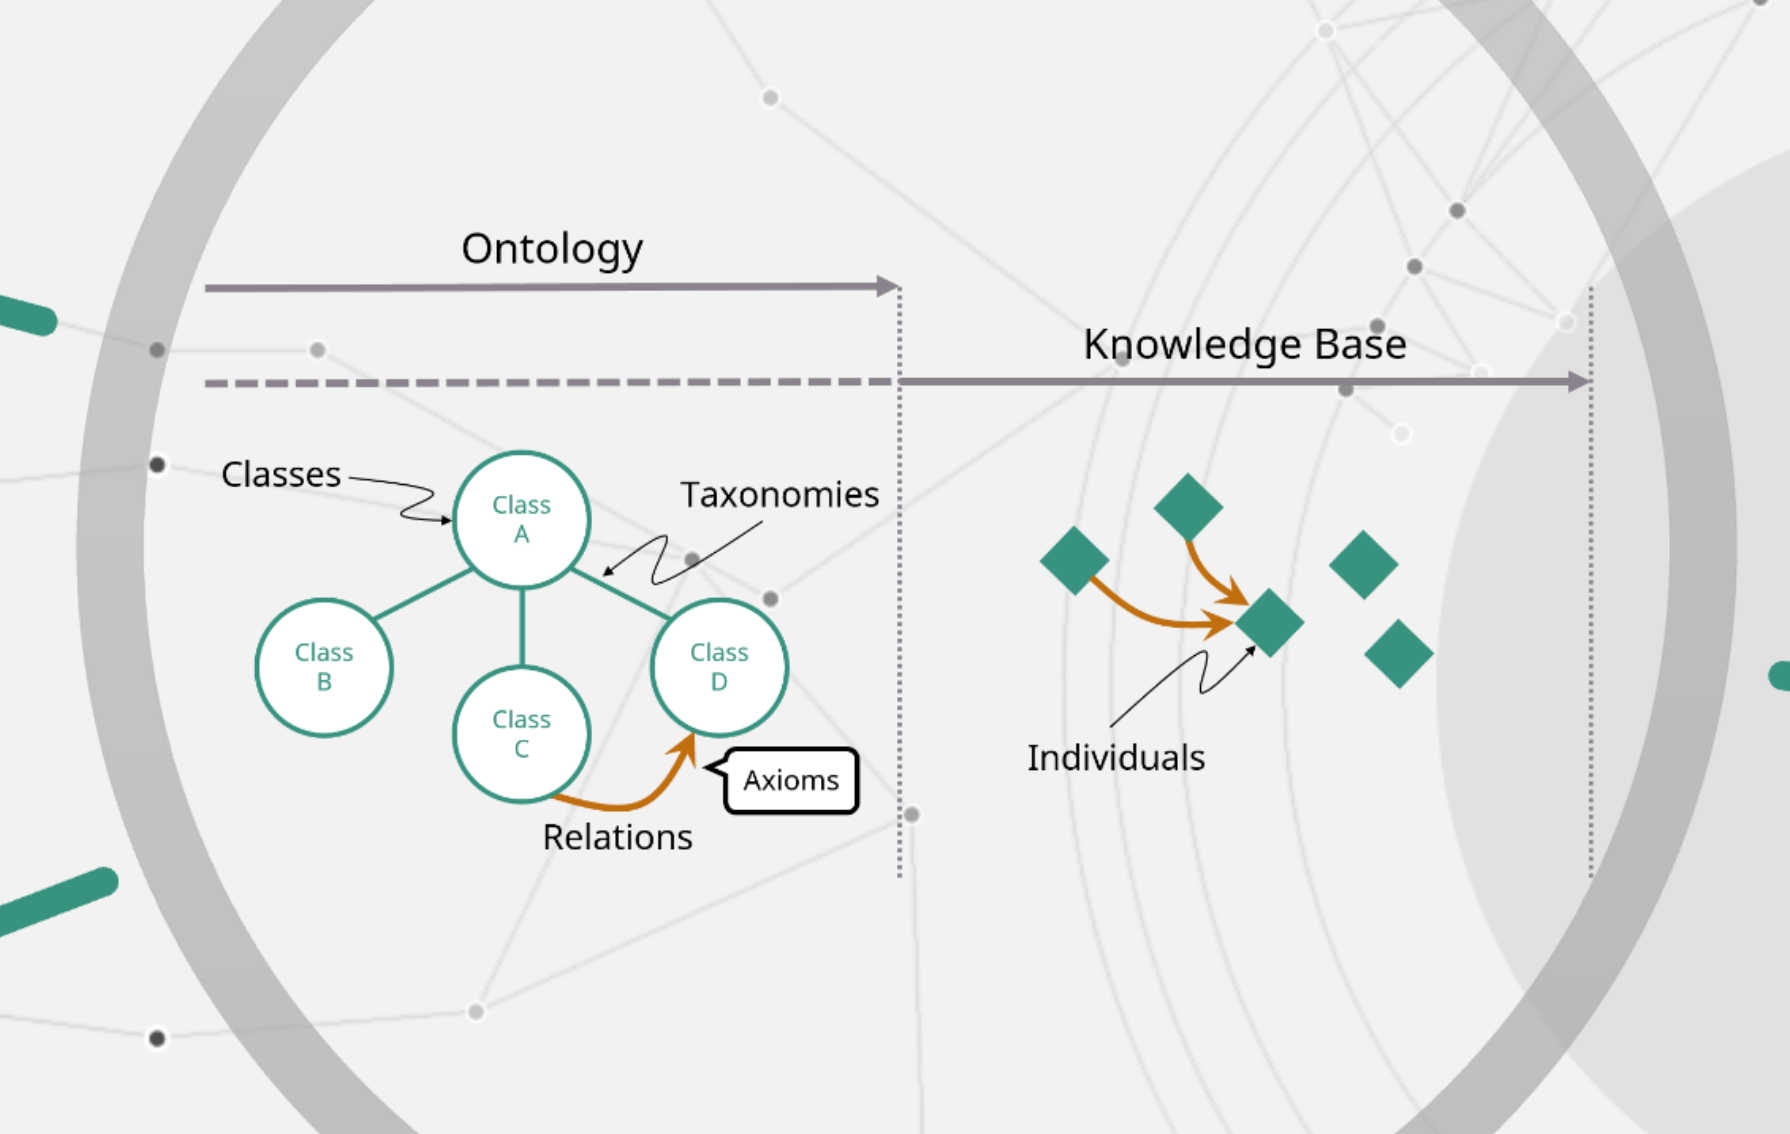 Ontology
Knowledge Base
Classes
Taxonomies
Class
A
Class
B
Class
C
Class
D
Axioms
Relations
Individuals